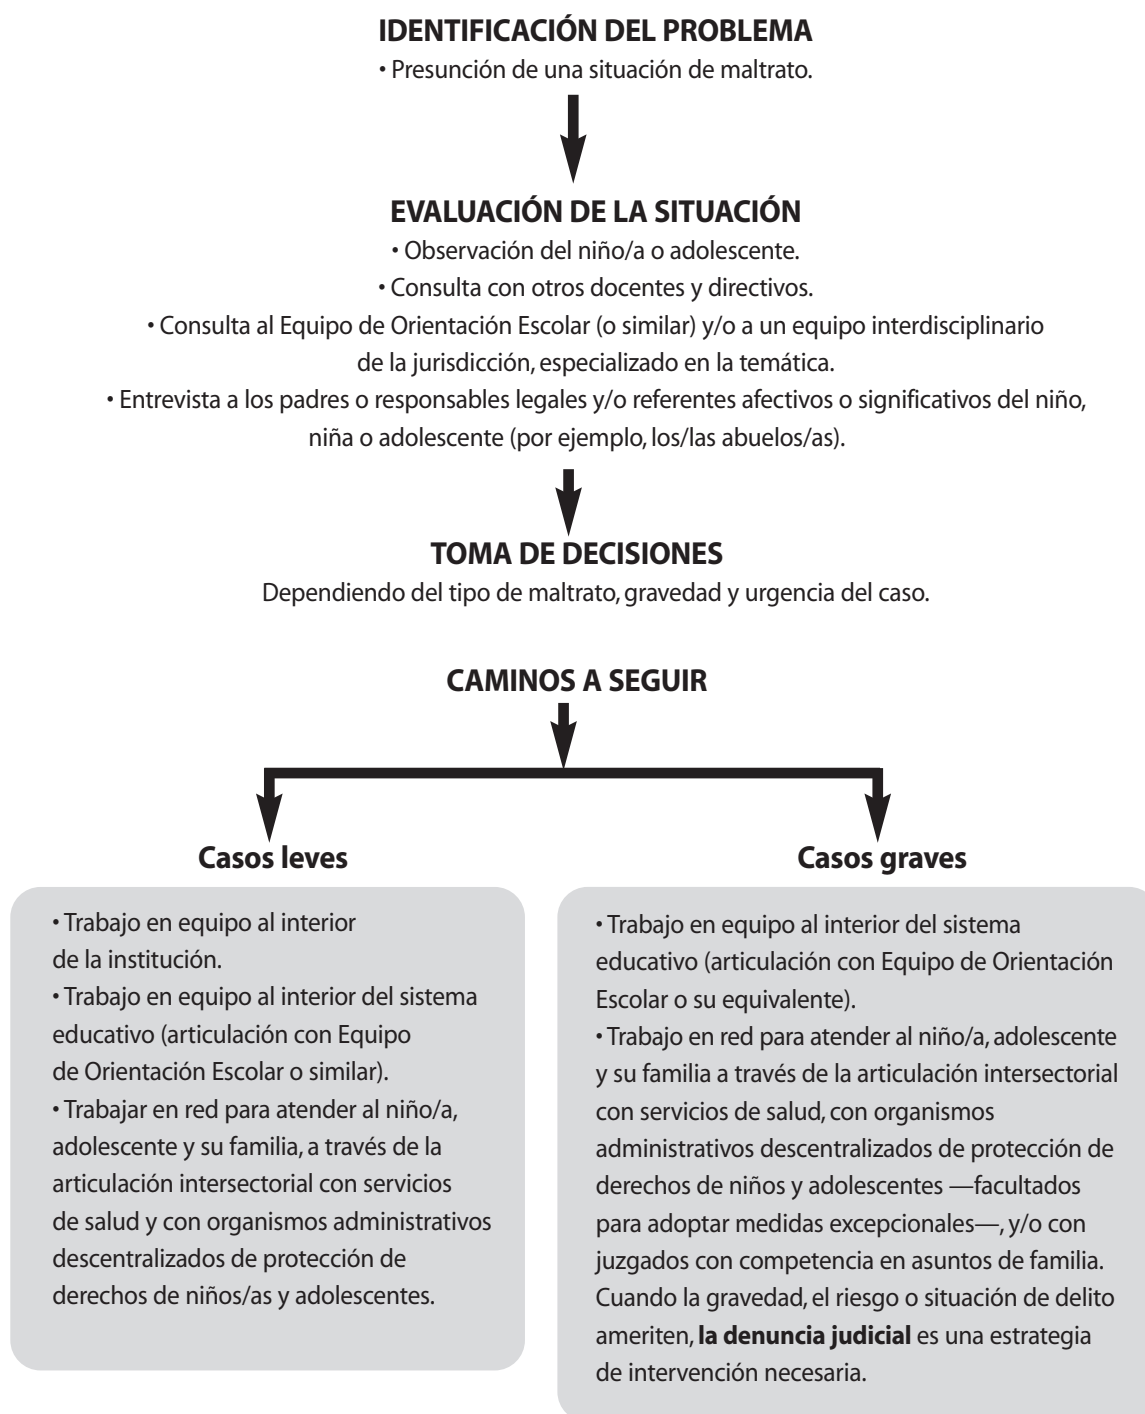 IDENTIFICACIÓN DEL PROBLEMA
• Presunción de una situación de maltrato.
EVALUACIÓN DE LA SITUACIÓN
• Observación del niño/a o adolescente.
• Consulta con otros docentes y directivos.
• Consulta al Equipo de Orientación Escolar (o similar) y/o a un equipo interdisciplinario
de la jurisdicción, especializado en la temática.
• Entrevista a los padres o responsables legales y/o referentes afectivos o significativos del niño,
niña o adolescente (por ejemplo, los/las abuelos/as).
TOMA DE DECISIONES
Dependiendo del tipo de maltrato, gravedad y urgencia del caso.
CAMINOS A SEGUIR
Casos leves
• Trabajo en equipo al interior
de la institución.
• Trabajo en equipo al interior del sistema
educativo (articulación con Equipo
de Orientación Escolar o similar).
• Trabajar en red para atender al niño/a,
adolescente y su familia, a través de la
articulación intersectorial con servicios
de salud y con organismos administrativos
descentralizados de protección de
derechos de niños/as y adolescentes.
Casos graves
• Trabajo en equipo al interior del sistema
educativo (articulación con Equipo de Orientación
Escolar o su equivalente).
• Trabajo en red para atender al niño/a, adolescente
y su familia a través de la articulación intersectorial
con servicios de salud, con organismos
administrativos descentralizados de protección de
derechos de niños y adolescentes —facultados
para adoptar medidas excepcionales—, y/o con
juzgados con competencia en asuntos de familia.
Cuando la gravedad, el riesgo o situación de delito
ameriten, la denuncia judicial es una estrategia
de intervención necesaria.